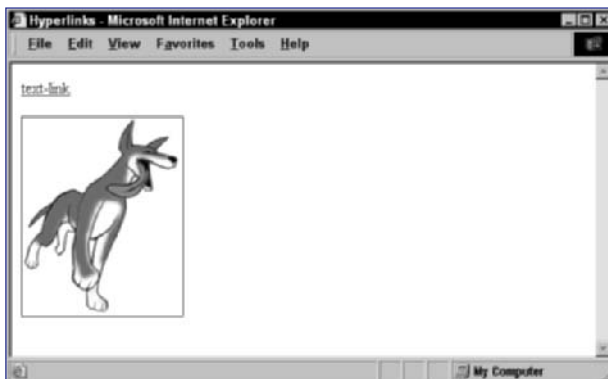 Hyperlinks - Microsoft Internet Explorer
File Edit View Favorites Tools Help
text-link
My Computer